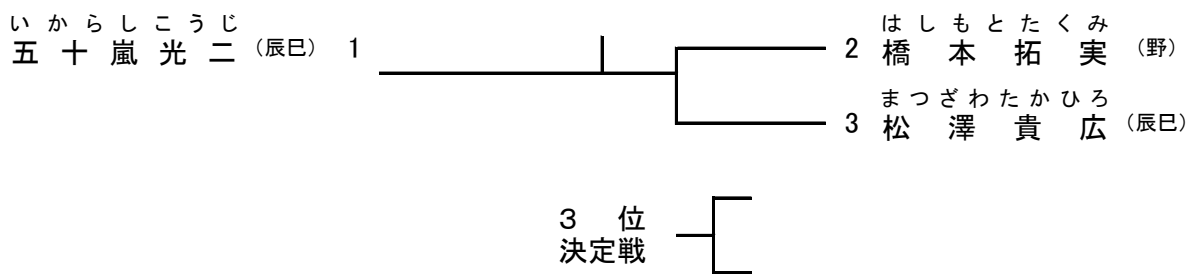 いからしこうじ
五十嵐光二 (辰巳) 1
はしもとたくみ
2 橋本拓実 (野)
まつざわたかひろ
3 松澤貴広 (辰巳)
3位
決定戦